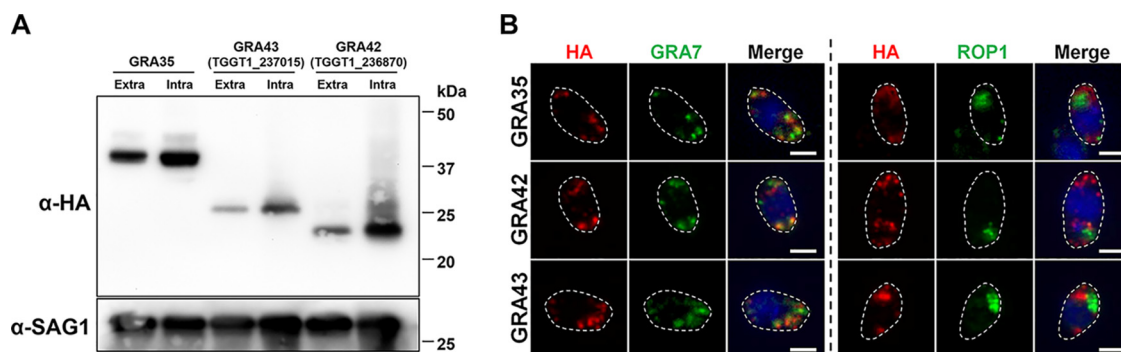 A
GRA35
GRA43
(TGGT1_237015)
GRA42
(TGGT1_236870)
Extra Intra Extra Intra Extra Intra
kDa
50
37
25
20
α-HA
α-SAG1
25
B
HA GRA7 Merge HA ROP1 Merge
GRA35
GRA42
GRA43